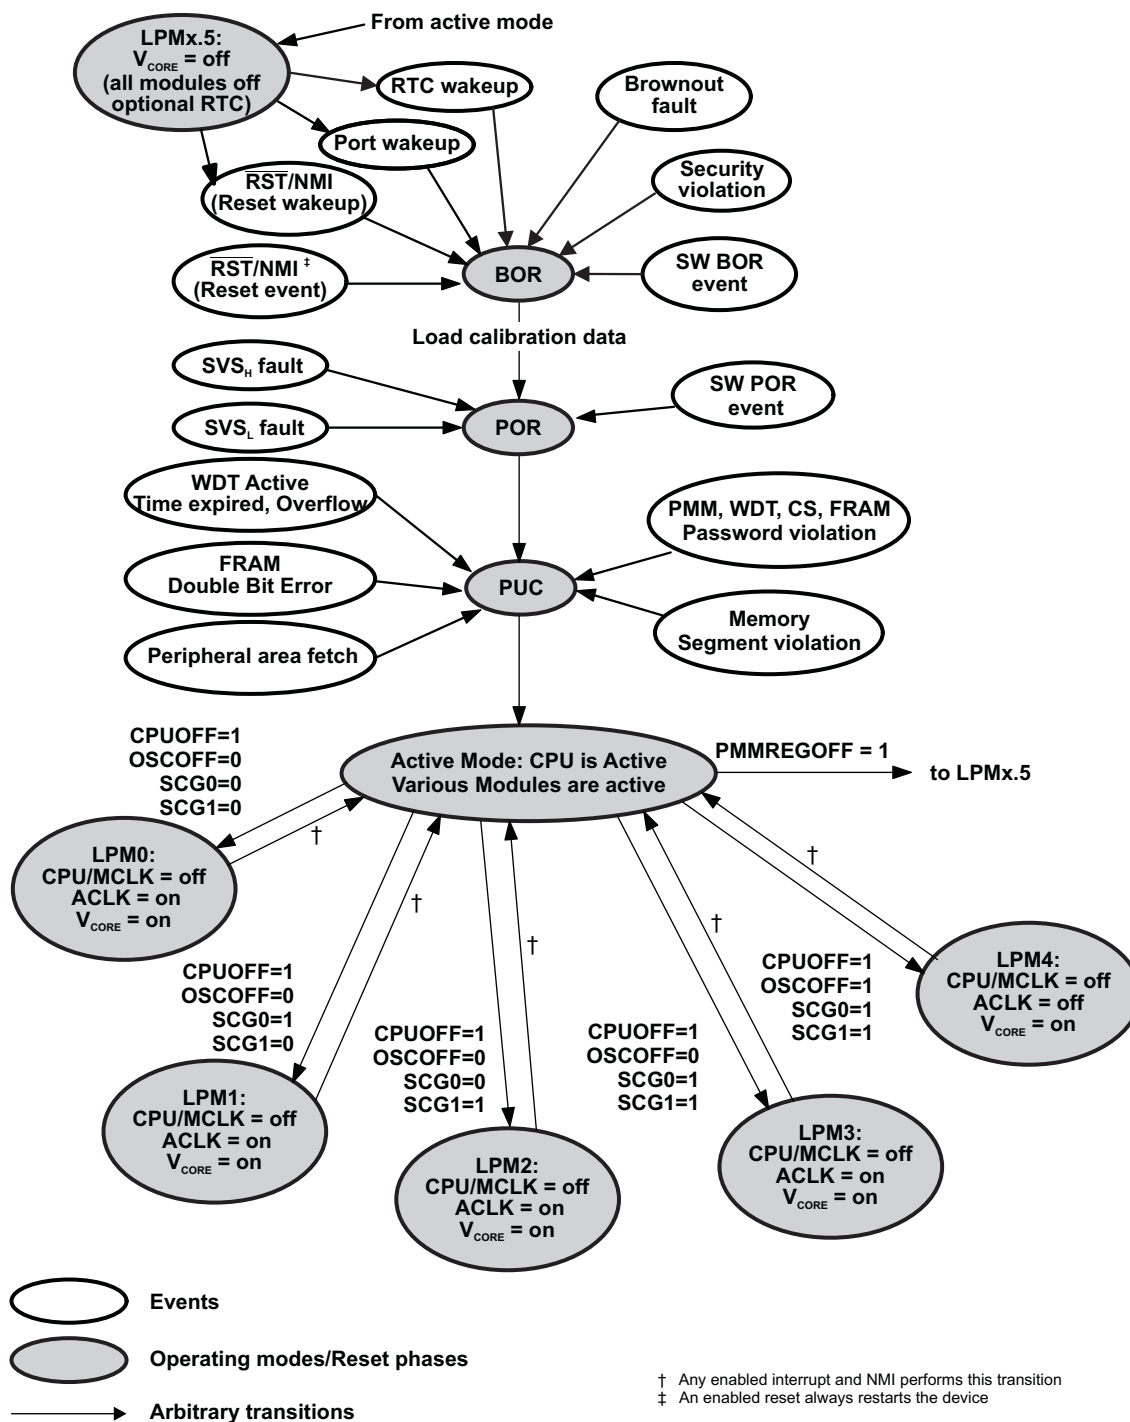 From active mode
LPMx.5:
VCORE = off
(all modules off
optional RTC)
RTC wakeup
Brownout
fault
Port wakeup
Security
violation
RST/NMI
(Reset wakeup)
BOR
SW BOR
event
RST/NMI ‡
(Reset event)
Load calibration data
SVSH fault
SW POR
event
SVSL fault
POR
WDT Active
Time expired, Overflow
PMM, WDT, CS, FRAM
Password violation
FRAM
Double Bit Error
PUC
Memory
Segment violation
Peripheral area fetch
CPUOFF=1
OSCOFF=0
SCG0=0
SCG1=0
Active Mode: CPU is Active
Various Modules are active
PMMREGOFF = 1
to LPMx.5
†
LPM0:
CPU/MCLK = off
ACLK = on
VCORE = on
†
†
†
†
CPUOFF=1
OSCOFF=0
SCG0=1
SCG1=0
CPUOFF=1
OSCOFF=0
SCG0=0
SCG1=1
CPUOFF=1
OSCOFF=0
SCG0=1
SCG1=1
CPUOFF=1
OSCOFF=1
SCG0=1
SCG1=1
LPM4:
CPU/MCLK = off
ACLK = off
VCORE = on
LPM1:
CPU/MCLK = off
ACLK = on
VCORE = on
LPM2:
CPU/MCLK = off
ACLK = on
VCORE = on
LPM3:
CPU/MCLK = off
ACLK = on
VCORE = on
Events
Operating modes/Reset phases
Arbitrary transitions
† Any enabled interrupt and NMI performs this transition
‡ An enabled reset always restarts the device